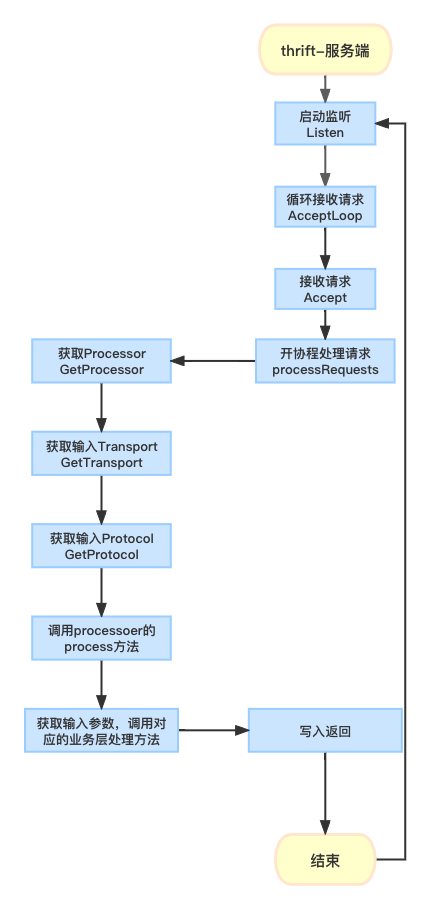 thrift-服务端
启动监听
Listen
循环接收请求
AcceptLoop
接收请求
Accept
开协程处理请求
processRequests
获取Processor
GetProcessor
获取输入Transport
GetTransport
获取输入Protocol
GetProtocol
调用processoer的
process方法
获取输入参数，调用对
应的业务层处理方法
写入返回
结束